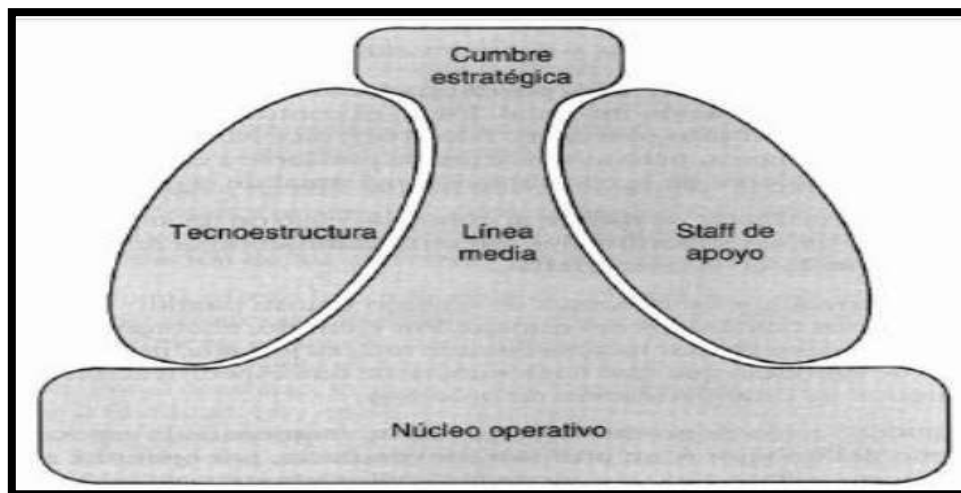 Cumbre
estratégica
Tecnoestructura
Línea
media
Staff de
apoyo
Núcleo operativo